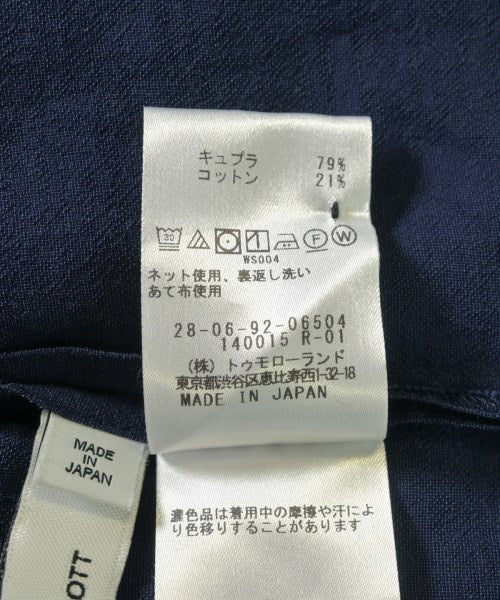 キュプラ 79%
コットン 21%
30 F W
WS004
ネット使用、裏返し洗い
あて布使用
28-06-92-06504
140015 R-01
(株) トゥモローランド
東京都渋谷区恵比寿西1-32-18
MADE IN JAPAN
MADE
IN
JAPAN
OTT
濃色品は着用中の摩擦や汗によ
り色移りすることがあります